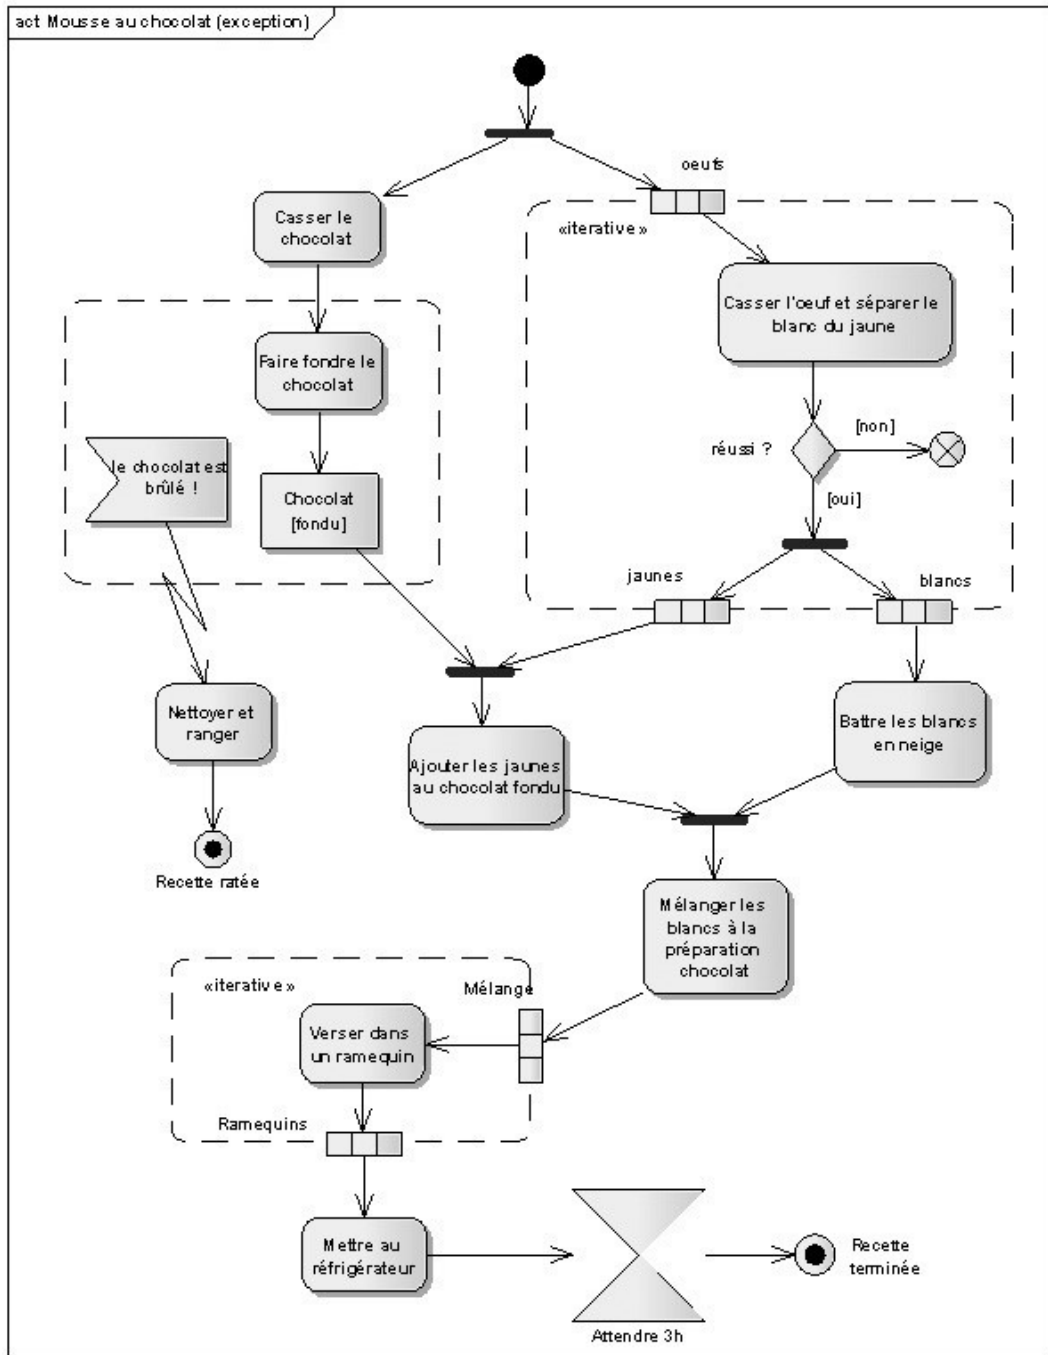 act Mousse au chocolat (exception)
oeufs
«iterative»
Casser le
chocolat
Casser l'oeuf et séparer le
blanc du jaune
Faire fondre le
chocolat
réussi ?
[non]
[oui]
le chocolat est
brûlé !
Chocolat
[fondu]
jaunes
blancs
Nettoyer et
ranger
Battre les blancs
en neige
Ajouter les jaunes
au chocolat fondu
Recette ratée
Mélanger les
blancs à la
préparation
chocolat
«iterative»
Mélange
Verser dans
un ramequin
Ramequins
Mettre au
réfrigérateur
Recette
terminée
Attendre 3h